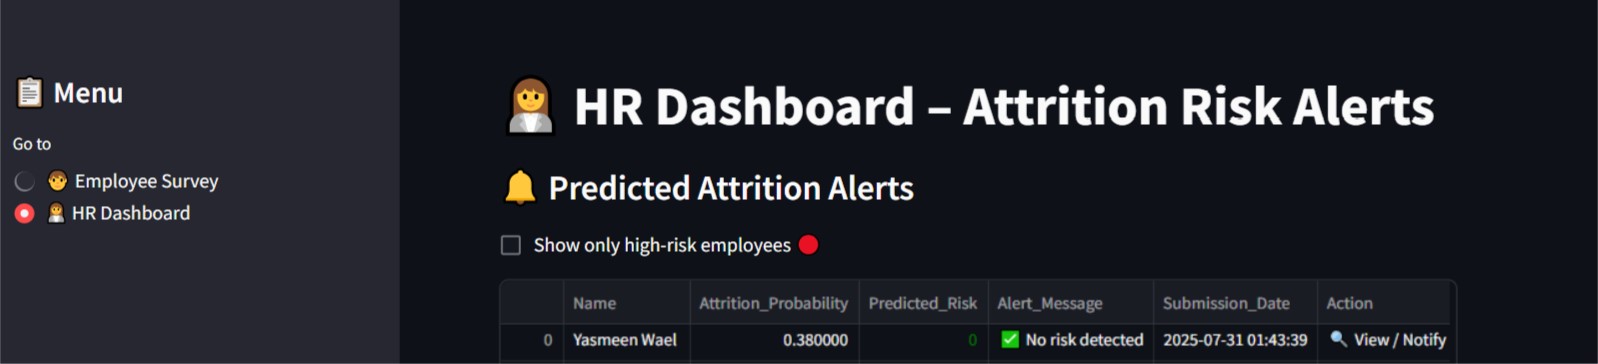 📋 Menu
Go to
🧑 Employee Survey
👩‍💼 HR Dashboard
👩‍💼 HR Dashboard – Attrition Risk Alerts
🔔 Predicted Attrition Alerts
Show only high-risk employees 🔴
Name Attrition_Probability Predicted_Risk Alert_Message Submission_Date Action
0 Yasmeen Wael 0.380000 0 ✅ No risk detected 2025-07-31 01:43:39 🔍 View / Notify